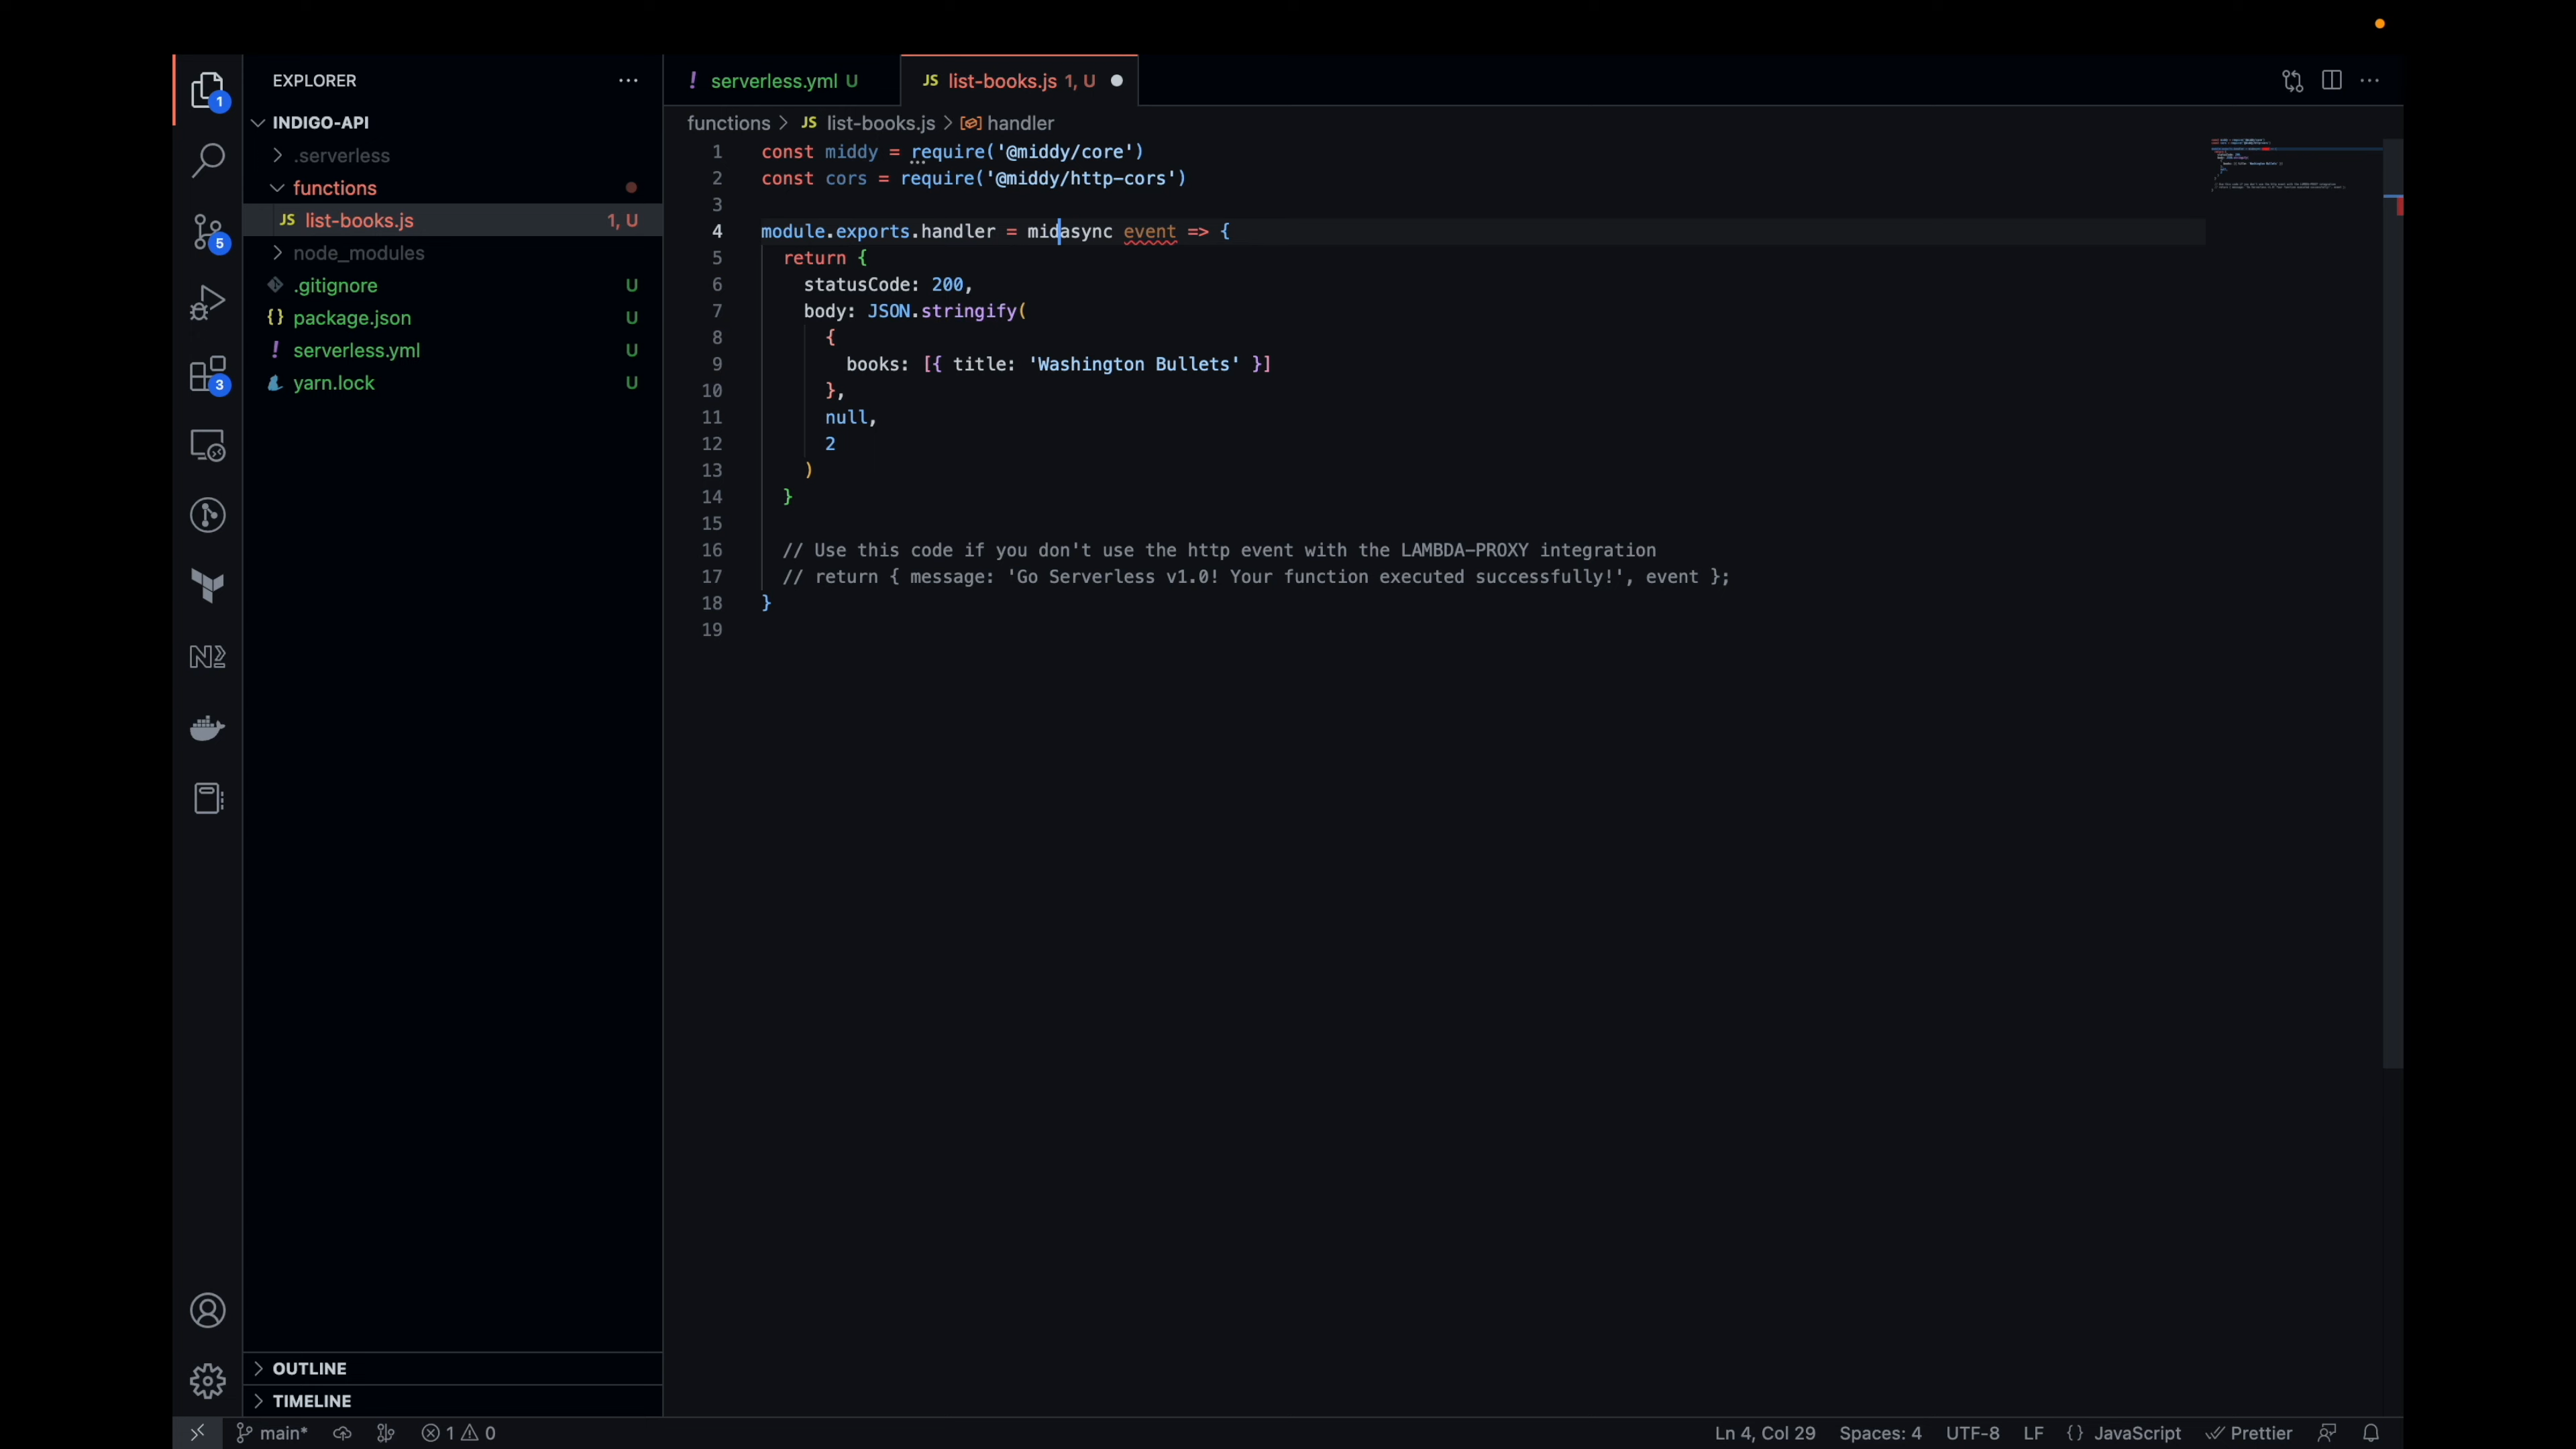 EXPLORER
INDIGO-API
.serverless
functions
JS list-books.js 1, U
node_modules
.gitignore U
{} package.json U
! serverless.yml U
yarn.lock U
OUTLINE
TIMELINE
1
5
3
! serverless.yml U
JS list-books.js 1, U
functions > JS list-books.js > handler
1 const middy = require('@middy/core')
2 const cors = require('@middy/http-cors')
3
4 module.exports.handler = midasync event => {
5 return {
6 statusCode: 200,
7 body: JSON.stringify(
8 {
9 books: [{ title: 'Washington Bullets' }]
10 },
11 null,
12 2
13 )
14 }
15
16 // Use this code if you don't use the http event with the LAMBDA-PROXY integration
17 // return { message: 'Go Serverless v1.0! Your function executed successfully!', event };
18 }
19
main* 1 0 Ln 4, Col 29 Spaces: 4 UTF-8 LF {} JavaScript Prettier